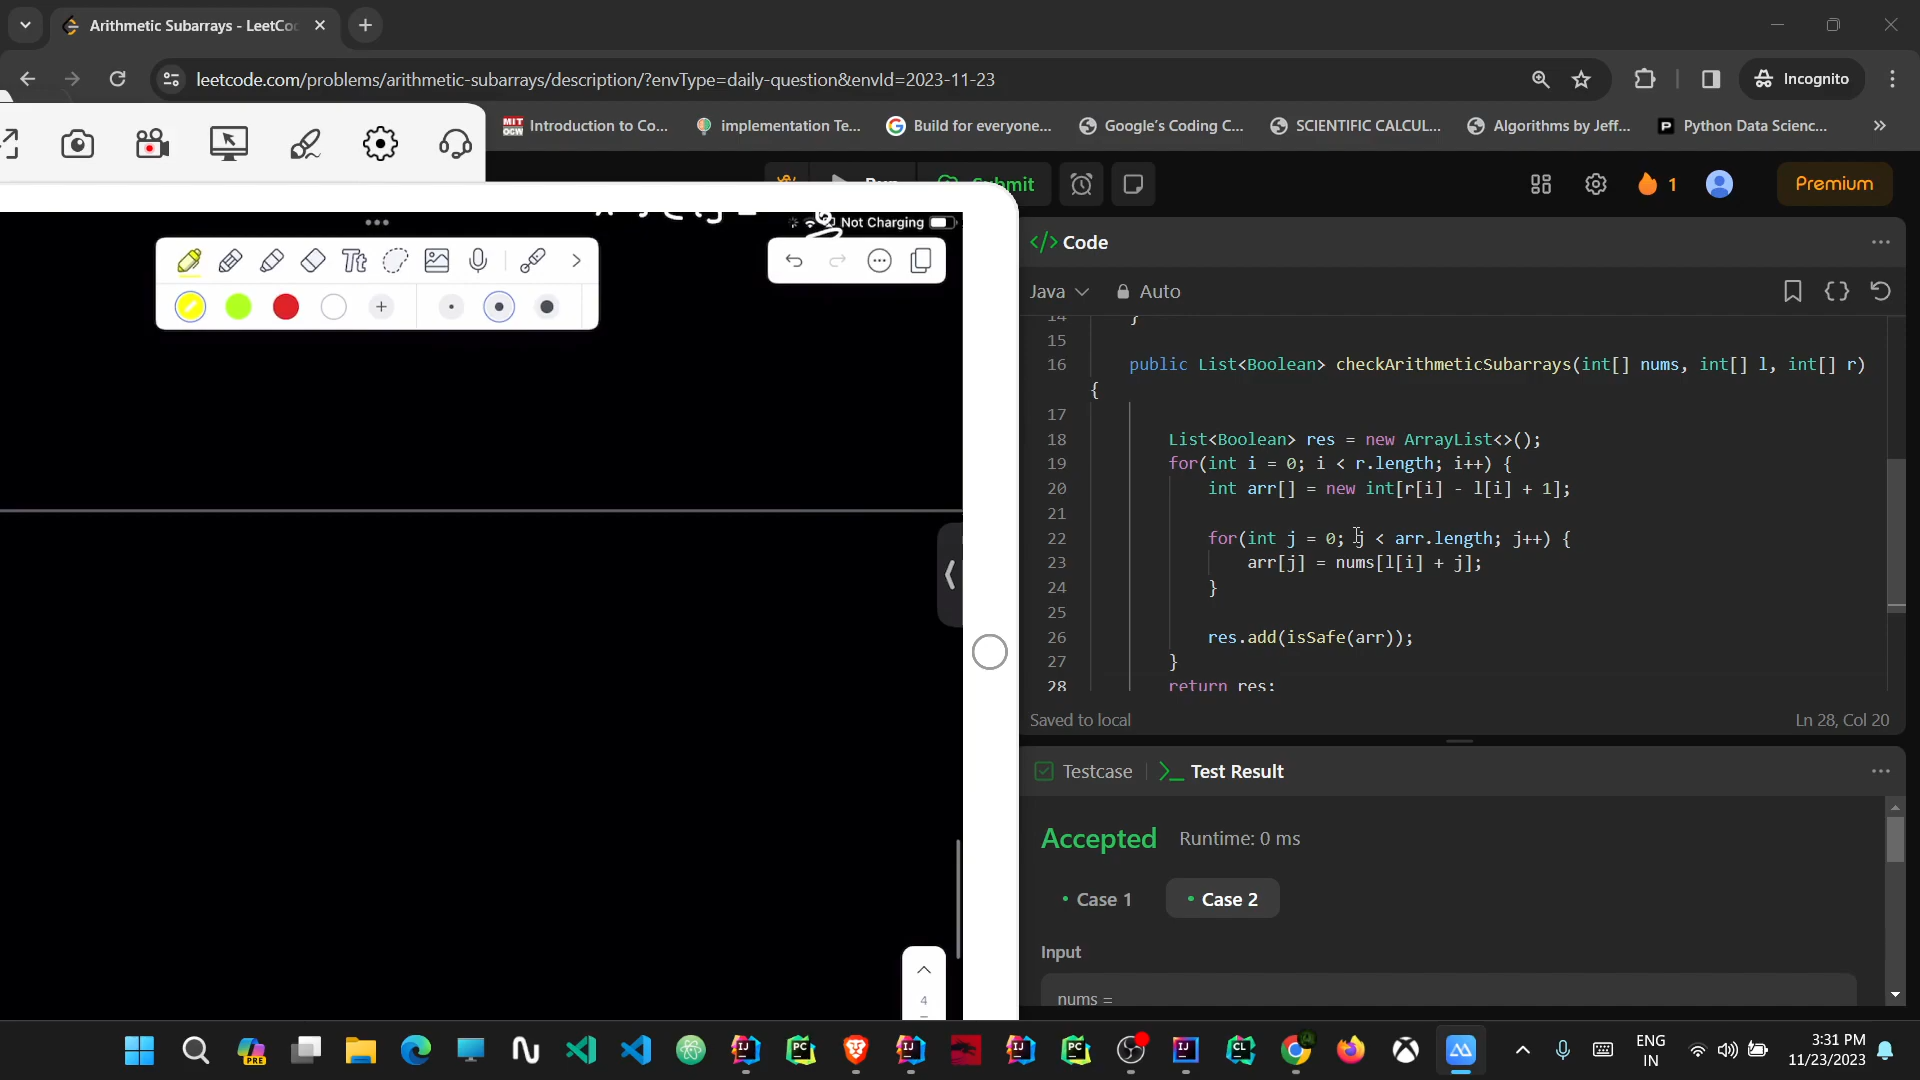 Arithmetic Subarrays - LeetCo
leetcode.com/problems/arithmetic-subarrays/description/?envType=daily-question&envId=2023-11-23
Incognito
Introduction to Co...
implementation Te...
Build for everyone...
Google's Coding C...
SCIENTIFIC CALCUL...
Algorithms by Jeff...
Python Data Scienc...
1
Premium
Not Charging
Tt
</> Code
Java
Auto
14 }
15
16 public List<Boolean> checkArithmeticSubarrays(int[] nums, int[] l, int[] r)
{
17
18 List<Boolean> res = new ArrayList<>();
19 for(int i = 0; i < r.length; i++) {
20 int arr[] = new int[r[i] - l[i] + 1];
21
22 for(int j = 0; j < arr.length; j++) {
23 arr[j] = nums[l[i] + j];
24 }
25
26 res.add(isSafe(arr));
27 }
28 return res;
Saved to local
Ln 28, Col 20
Testcase
Test Result
Accepted
Runtime: 0 ms
Case 1
Case 2
Input
nums =
4
ENG
IN
3:31 PM
11/23/2023